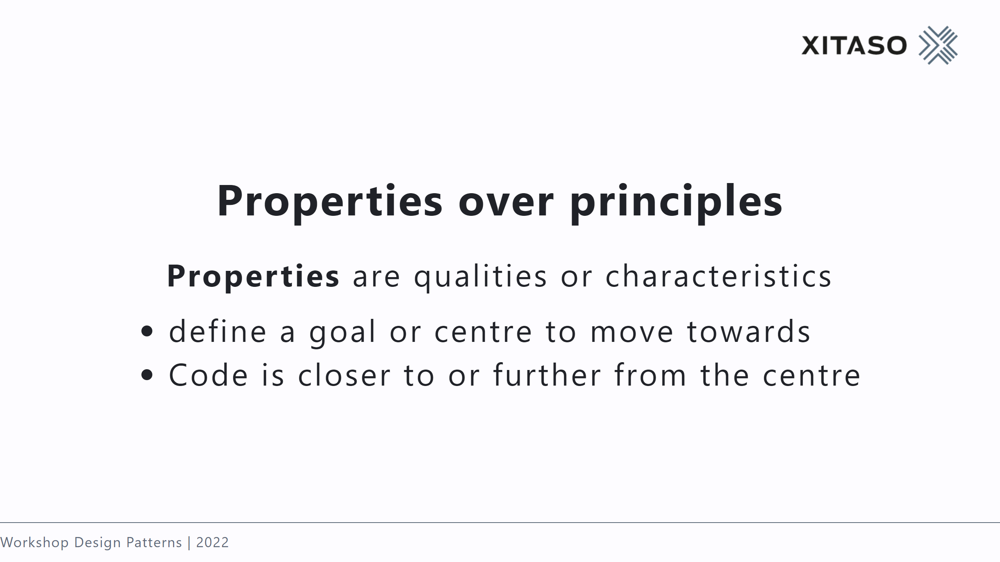 XITASO
Properties over principles
Properties are qualities or characteristics
• define a goal or centre to move towards
• Code is closer to or further from the centre
Workshop Design Patterns | 2022